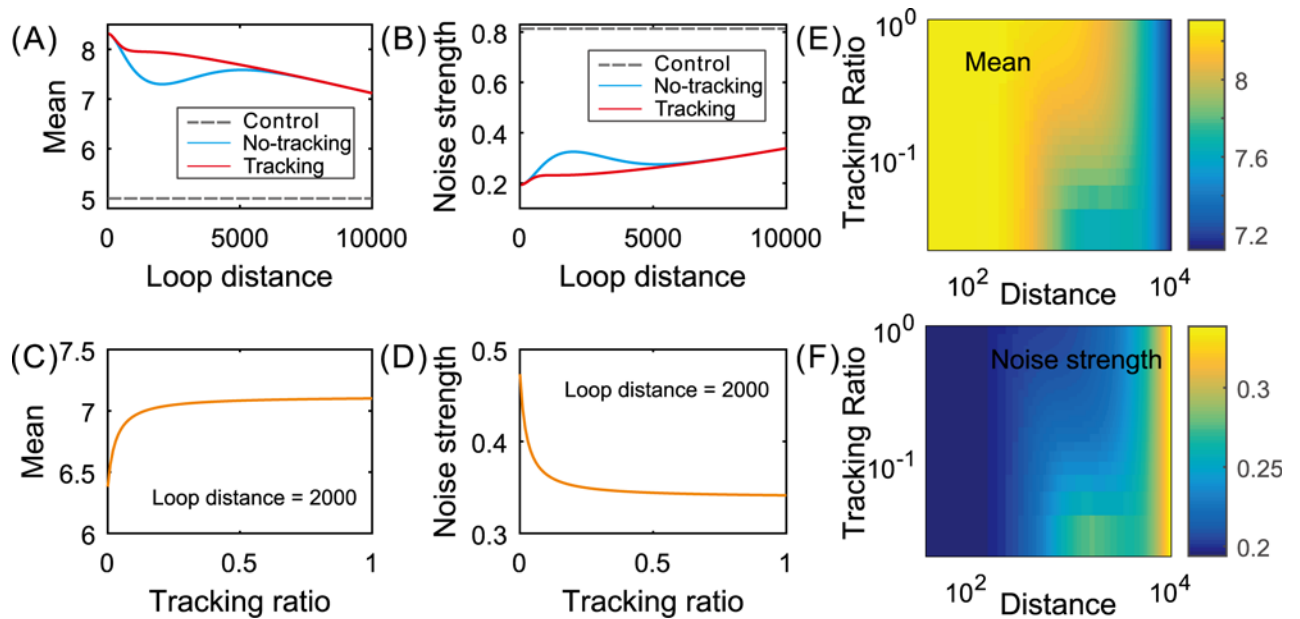 (A)
Mean
8
7
6
5
Control
No-tracking
Tracking
0
5000
10000
Loop distance
(B)
Noise strength
0.8
0.6
0.4
0.2
Control
No-tracking
Tracking
0
5000
10000
Loop distance
(E)
Tracking Ratio
10^0
10^-1
Mean
10^2
10^4
Distance
8
7.6
7.2
(C)
Mean
7.5
7
6.5
6
Loop distance = 2000
0
0.5
1
Tracking ratio
(D)
Noise strength
0.5
0.4
0.3
Loop distance = 2000
0
0.5
1
Tracking ratio
(F)
Tracking Ratio
10^0
10^-1
Noise strength
10^2
10^4
Distance
0.3
0.25
0.2